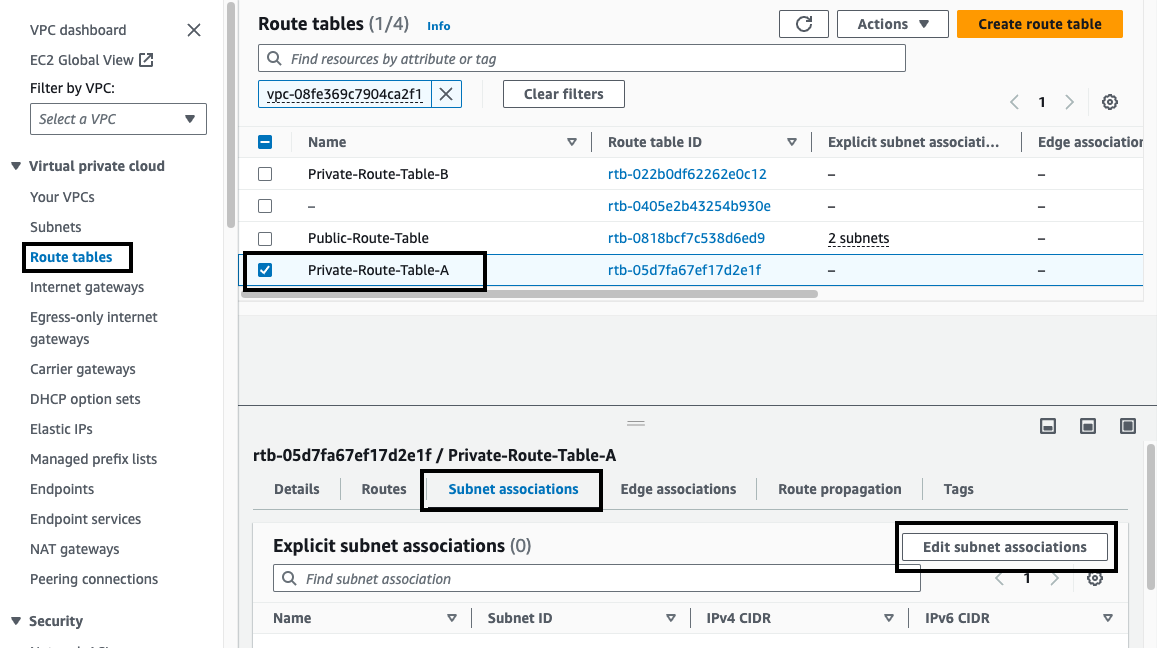 VPC dashboard
EC2 Global View
Filter by VPC:
Select a VPC
Virtual private cloud
Your VPCs
Subnets
Route tables
Internet gateways
Egress-only internet
gateways
Carrier gateways
DHCP option sets
Elastic IPs
Managed prefix lists
Endpoints
Endpoint services
NAT gateways
Peering connections
Security
Route tables (1/4) Info
Actions
Create route table
Find resources by attribute or tag
vpc-08fe369c7904ca2f1
Clear filters
1
Name Route table ID Explicit subnet associati... Edge association
Private-Route-Table-B rtb-022b0df62262e0c12 – –
– rtb-0405e2b43254b930e – –
Public-Route-Table rtb-0818bcf7c538d6ed9 2 subnets –
Private-Route-Table-A rtb-05d7fa67ef17d2e1f – –
rtb-05d7fa67ef17d2e1f / Private-Route-Table-A
Details Routes Subnet associations Edge associations Route propagation Tags
Explicit subnet associations (0)
Edit subnet associations
Find subnet association
1
Name Subnet ID IPv4 CIDR IPv6 CIDR